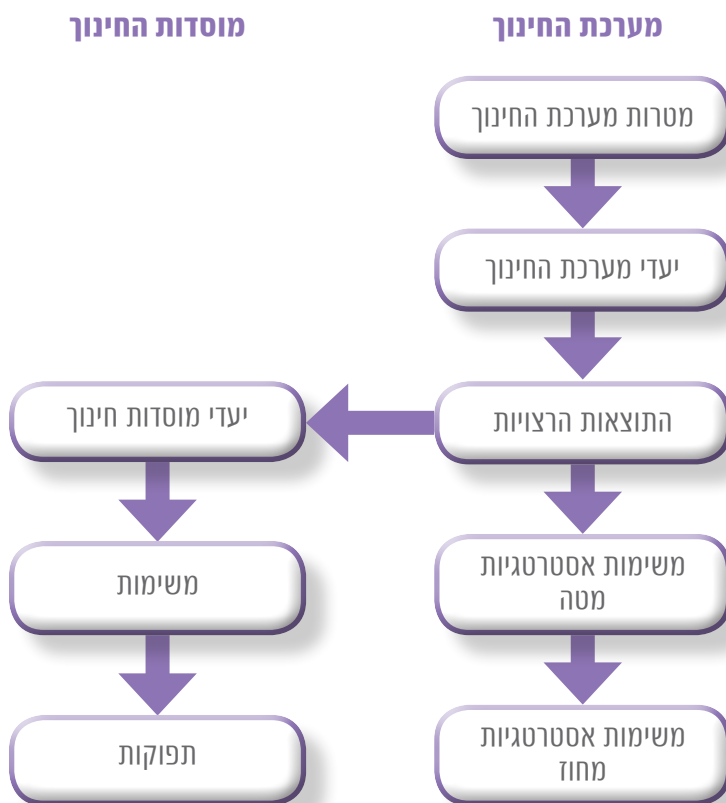 מערכת החינוך
מוסדות החינוך
מטרות מערכת החינוך
יעדי מערכת החינוך
התוצאות הרצויות
יעדי מוסדות חינוך
משימות אסטרטגיות
מטה
משימות
משימות אסטרטגיות
מחוז
תפוקות